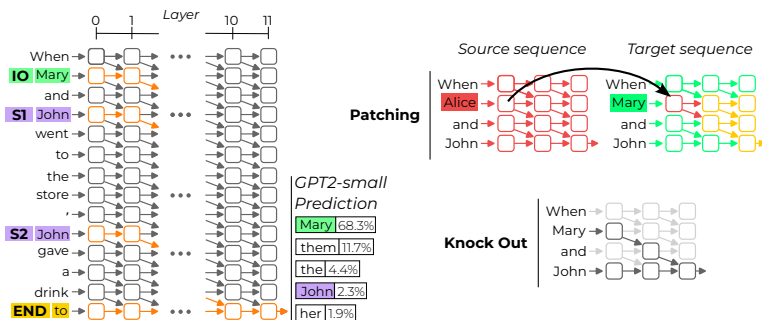 Layer
0 1 10 11
When
IO Mary
and
S1 John
went
to
the
store
,
S2 John
gave
a
drink
END to
GPT2-small
Prediction
Mary 68.3%
them 11.7%
the 4.4%
John 2.3%
her 1.9%
Patching
Source sequence
When
Alice
and
John
Target sequence
When
Mary
and
John
Knock Out
When
Mary
and
John